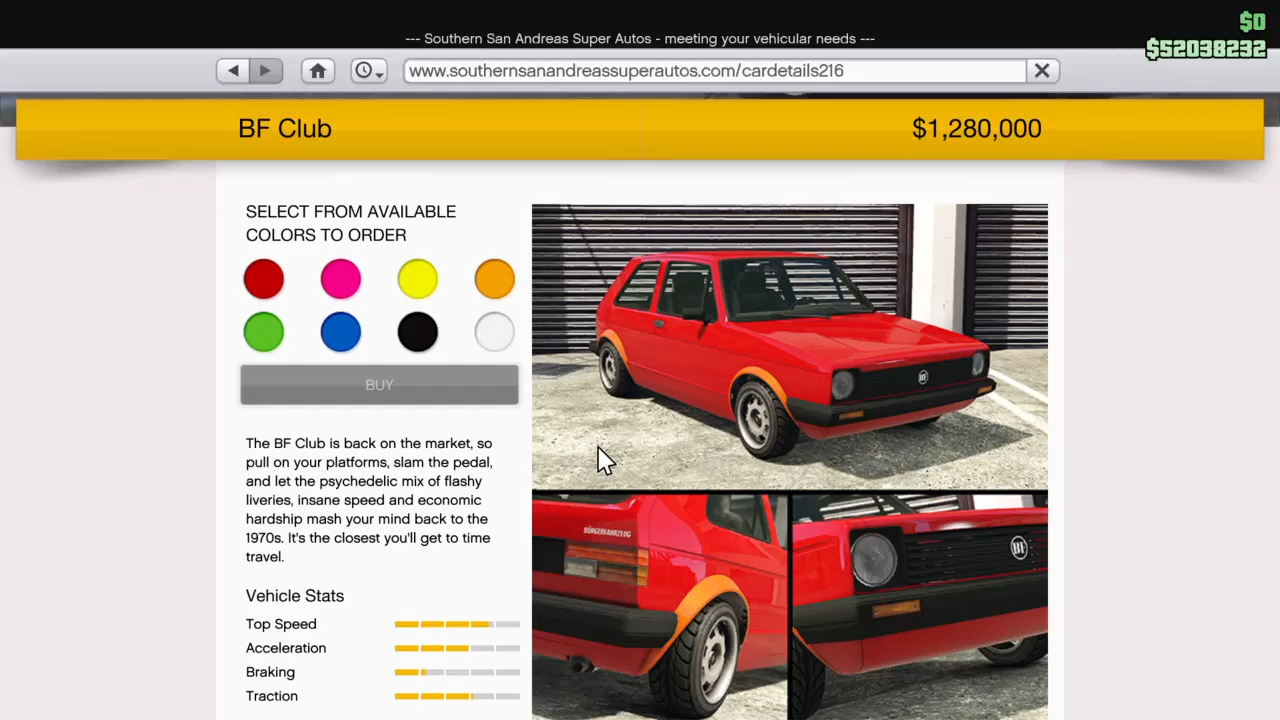 --- Southern San Andreas Super Autos - meeting your vehicular needs ---
$0
$52038232
www.southernsanandreassuperautos.com/cardetails216
BF Club
$1,280,000
SELECT FROM AVAILABLE
COLORS TO ORDER
BUY
The BF Club is back on the market, so
pull on your platforms, slam the pedal,
and let the psychedelic mix of flashy
liveries, insane speed and economic
hardship mash your mind back to the
1970s. It's the closest you'll get to time
travel.
Vehicle Stats
Top Speed
Acceleration
Braking
Traction
BÜRGERFAHRZEUG
BF